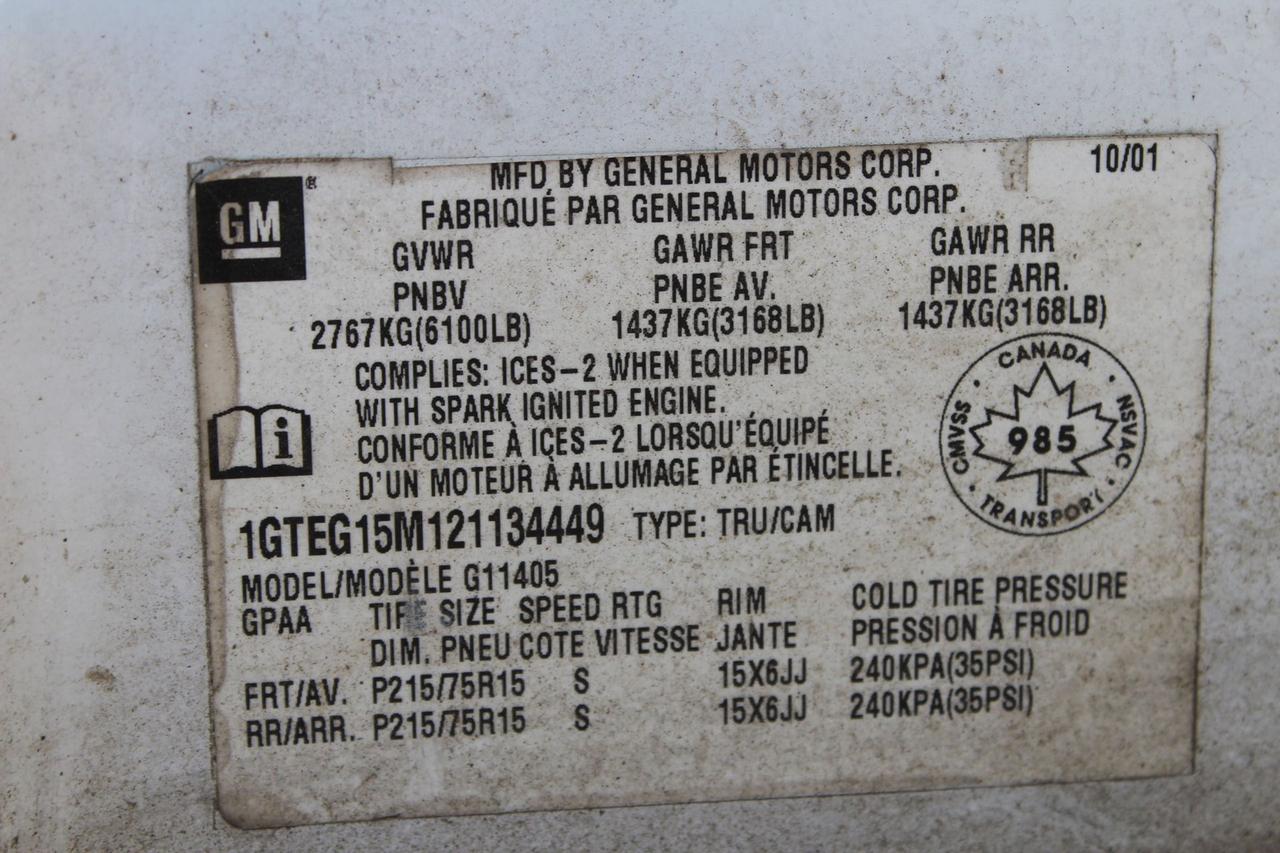 GM ®
MFD BY GENERAL MOTORS CORP. 10/01
FABRIQUÉ PAR GENERAL MOTORS CORP.
GVWR GAWR FRT GAWR RR
PNBV PNBE AV. PNBE ARR.
2767KG(6100LB) 1437KG(3168LB) 1437KG(3168LB)
COMPLIES: ICES-2 WHEN EQUIPPED
WITH SPARK IGNITED ENGINE.
CONFORME À ICES-2 LORSQU'ÉQUIPÉ
D'UN MOTEUR À ALLUMAGE PAR ÉTINCELLE.
i
CANADA
CMVSS 985 NSVAC
TRANSPORT
1GTEG15M121134449 TYPE: TRU/CAM
MODEL/MODÈLE G11405
GPAA TIRE SIZE SPEED RTG RIM COLD TIRE PRESSURE
DIM. PNEU COTE VITESSE JANTE PRESSION À FROID
FRT/AV. P215/75R15 S 15X6JJ 240KPA(35PSI)
RR/ARR. P215/75R15 S 15X6JJ 240KPA(35PSI)